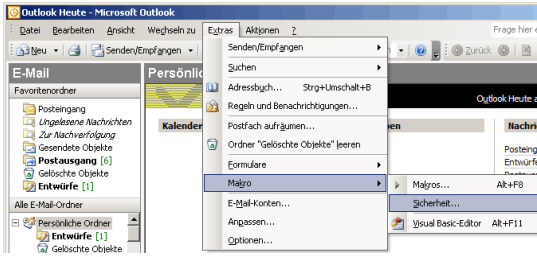 Outlook Heute - Microsoft Outlook
Datei Bearbeiten Ansicht Wechseln zu Extras Aktionen ?
Frage hier e
Neu Senden/Empfangen
Zurück
E-Mail
Favoritenordner
Posteingang
Ungelesene Nachrichten
Zur Nachverfolgung
Gesendete Objekte
Postausgang [6]
Gelöschte Objekte
Entwürfe [1]
Alle E-Mail-Ordner
Persönliche Ordner
Entwürfe [1]
Gelöschte Objekte
Persönlic
Outlook Heute a
Kalender
en
Nachri
Posteing
Entwürfe
Senden/Empfangen
Suchen
Adressbuch... Strg+Umschalt+B
Regeln und Benachrichtigungen...
Postfach aufräumen...
Ordner "Gelöschte Objekte" leeren
Formulare
Makro
E-Mail-Konten...
Anpassen...
Optionen...
Makros... Alt+F8
Sicherheit...
Visual Basic-Editor Alt+F11